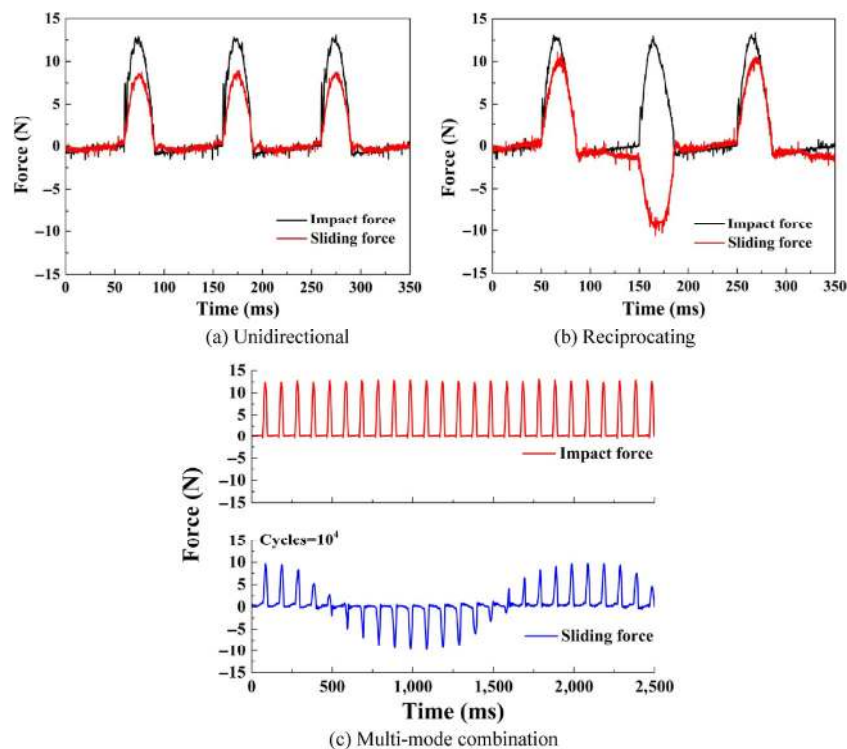 15
10
5
0
−5
−10
−15
Force (N)
Impact force
Sliding force
0 50 100 150 200 250 300 350
Time (ms)
(a) Unidirectional
15
10
5
0
−5
−10
−15
Force (N)
Impact force
Sliding force
0 50 100 150 200 250 300 350
Time (ms)
(b) Reciprocating
15
10
5
0
−5
−10
−15
Impact force
Force (N)
Cycles=10⁴
15
10
5
0
−5
−10
−15
Sliding force
0 500 1,000 1,500 2,000 2,500
Time (ms)
(c) Multi-mode combination